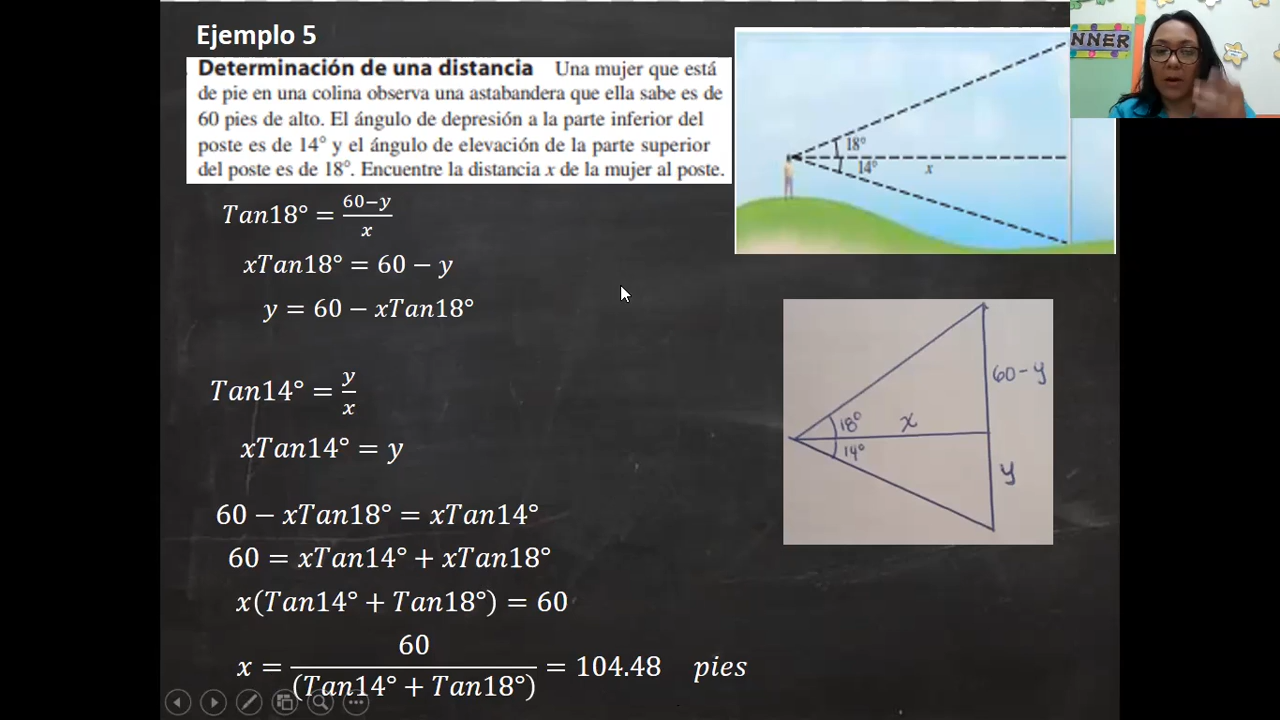 Ejemplo 5
Determinación de una distancia Una mujer que está
de pie en una colina observa una astabandera que ella sabe es de
60 pies de alto. El ángulo de depresión a la parte inferior del
poste es de 14° y el ángulo de elevación de la parte superior
del poste es de 18°. Encuentre la distancia x de la mujer al poste.
18°
14°
x
NNER
Tan18° = (60−y)/x
xTan18° = 60 − y
y = 60 − xTan18°
Tan14° = y/x
xTan14° = y
60 − xTan18° = xTan14°
60 = xTan14° + xTan18°
x(Tan14° + Tan18°) = 60
x = 60/(Tan14° + Tan18°) = 104.48 pies
60-y
18°
x
14°
y